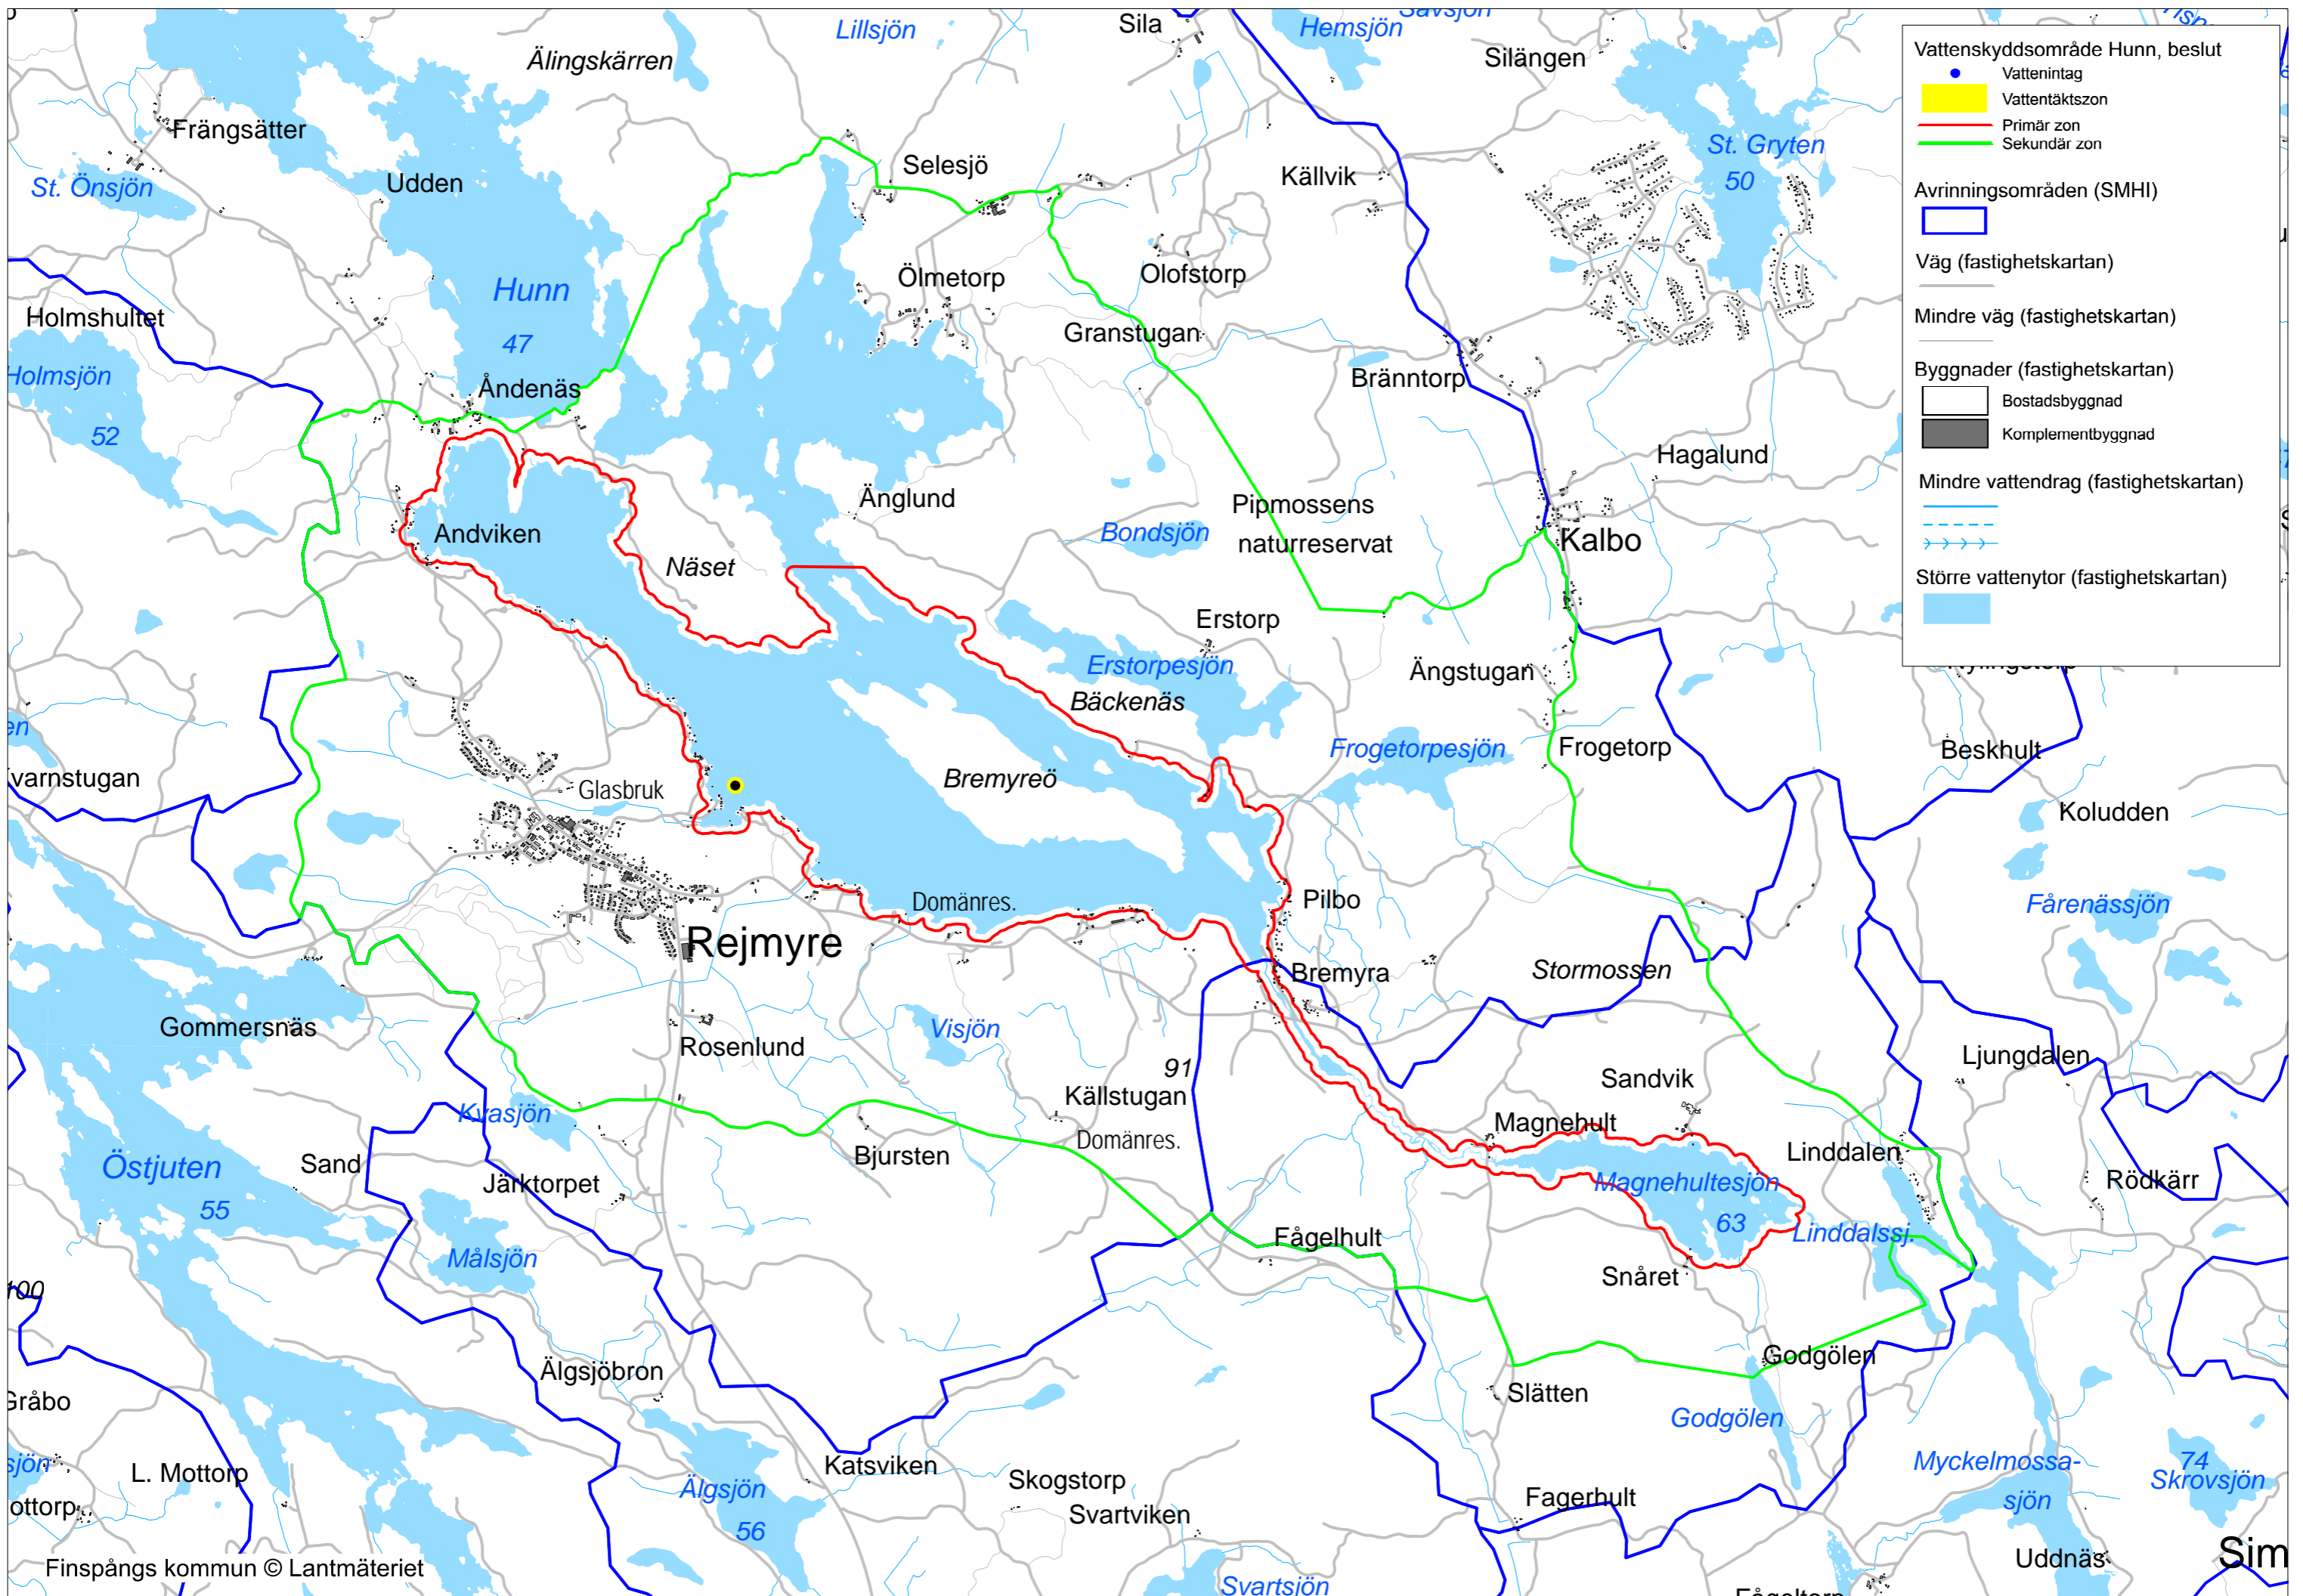 Lillsjön
Sila
Hemsjön
Sävsjön
Silängen
Älingskärren
Frängsätter
St. Önsjön
Udden
Selesjö
Källvik
St. Gryten
50
Hunn
47
Ölmetorp
Olofstorp
Granstugan
Holmshultet
Holmsjön
52
Åndenäs
Bränntorp
Hagalund
Änglund
Pipmossens
naturreservat
Bondsjön
Kalbo
Andviken
Näset
Erstorp
Erstorpesjön
Ängstugan
Bäckenäs
Frogetorpesjön
Frogetorp
Beskhult
en
varnstugan
Glasbruk
Bremyreö
Koludden
Fårenässjön
Pilbo
Domänres.
Rejmyre
Bremyra
Stormossen
Gommersnäs
Visjön
Rosenlund
91
Källstugan
Domänres.
Sandvik
Ljungdalen
Kvasjön
Magnehult
Linddalen
Bjursten
Östjuten
55
Sand
Järktorpet
Magnehultesjön
63
Linddalssj.
Rödkärr
Målsjön
Fågelhult
Snåret
100
Älgsjöbron
Godgölen
Slätten
Godgölen
Gråbo
sjön
L. Mottorp
ottorp
Älgsjön
56
Katsviken
Skogstorp
Svartviken
Fagerhult
Myckelmossa-
sjön
74
Skrovsjön
Uddnäs
Sim
Svartsjön
Fågeltorp
Finspångs kommun © Lantmäteriet
Vattenskyddsområde Hunn, beslut
Vattenintag
Vattentäktszon
Primär zon
Sekundär zon
Avrinningsområden (SMHI)
Väg (fastighetskartan)
Mindre väg (fastighetskartan)
Byggnader (fastighetskartan)
Bostadsbyggnad
Komplementbyggnad
Mindre vattendrag (fastighetskartan)
Större vattenytor (fastighetskartan)